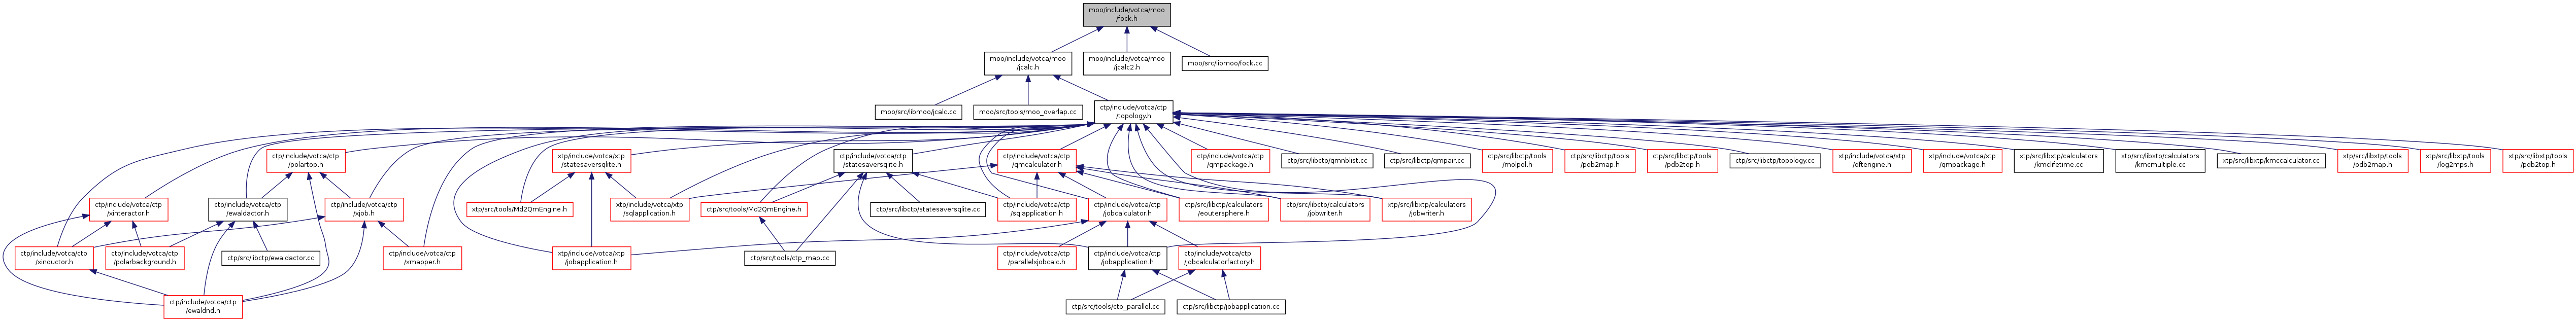 moo/include/votca/moo
/fock.h
moo/include/votca/moo
/jcalc.h
moo/include/votca/moo
/jcalc2.h
moo/src/libmoo/fock.cc
moo/src/libmoo/jcalc.cc
moo/src/tools/moo_overlap.cc
ctp/include/votca/ctp
/topology.h
ctp/include/votca/ctp
/polartop.h
xtp/include/votca/xtp
/statesaversqlite.h
ctp/include/votca/ctp
/statesaversqlite.h
ctp/include/votca/ctp
/qmcalculator.h
ctp/include/votca/ctp
/qmpackage.h
ctp/src/libctp/qmnblist.cc
ctp/src/libctp/qmpair.cc
ctp/src/libctp/tools
/molpol.h
ctp/src/libctp/tools
/pdb2map.h
ctp/src/libctp/tools
/pdb2top.h
ctp/src/libctp/topology.cc
xtp/include/votca/xtp
/dftengine.h
xtp/include/votca/xtp
/qmpackage.h
xtp/src/libxtp/calculators
/kmclifetime.cc
xtp/src/libxtp/calculators
/kmcmultiple.cc
xtp/src/libxtp/kmccalculator.cc
xtp/src/libxtp/tools
/pdb2map.h
xtp/src/libxtp/tools
/log2mps.h
xtp/src/libxtp/tools
/pdb2top.h
ctp/include/votca/ctp
/xinteractor.h
ctp/include/votca/ctp
/ewaldactor.h
ctp/include/votca/ctp
/xjob.h
xtp/src/tools/Md2QmEngine.h
xtp/include/votca/xtp
/sqlapplication.h
ctp/src/tools/Md2QmEngine.h
ctp/src/libctp/statesaversqlite.cc
ctp/include/votca/ctp
/sqlapplication.h
ctp/include/votca/ctp
/jobcalculator.h
ctp/src/libctp/calculators
/eoutersphere.h
ctp/src/libctp/calculators
/jobwriter.h
xtp/src/libxtp/calculators
/jobwriter.h
ctp/include/votca/ctp
/xinductor.h
ctp/include/votca/ctp
/polarbackground.h
ctp/src/libctp/ewaldactor.cc
ctp/include/votca/ctp
/xmapper.h
xtp/include/votca/xtp
/jobapplication.h
ctp/src/tools/ctp_map.cc
ctp/include/votca/ctp
/parallelxjobcalc.h
ctp/include/votca/ctp
/jobapplication.h
ctp/include/votca/ctp
/jobcalculatorfactory.h
ctp/include/votca/ctp
/ewaldnd.h
ctp/src/tools/ctp_parallel.cc
ctp/src/libctp/jobapplication.cc